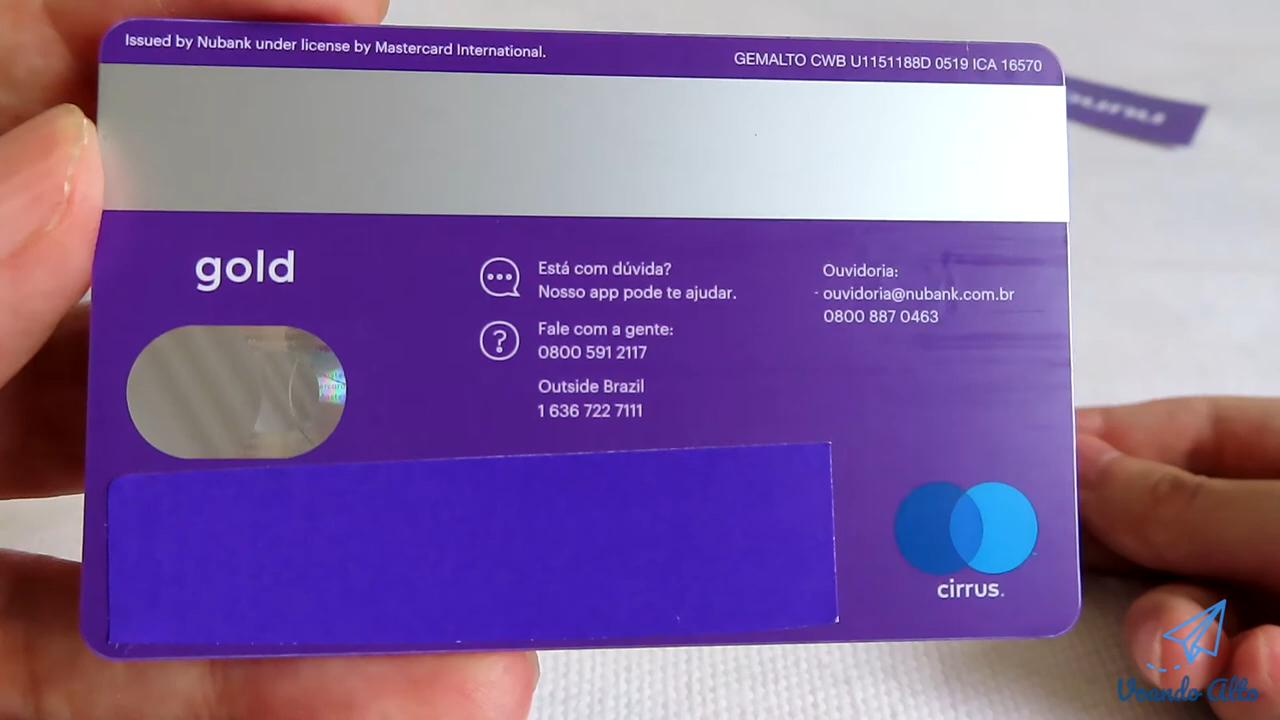 Issued by Nubank under license by Mastercard International.
GEMALTO CWB U1151188D 0519 ICA 16570
gold
Está com dúvida?
Nosso app pode te ajudar.
Fale com a gente:
0800 591 2117
Outside Brazil
1 636 722 7111
Ouvidoria:
ouvidoria@nubank.com.br
0800 887 0463
cirrus.
Voando Alto